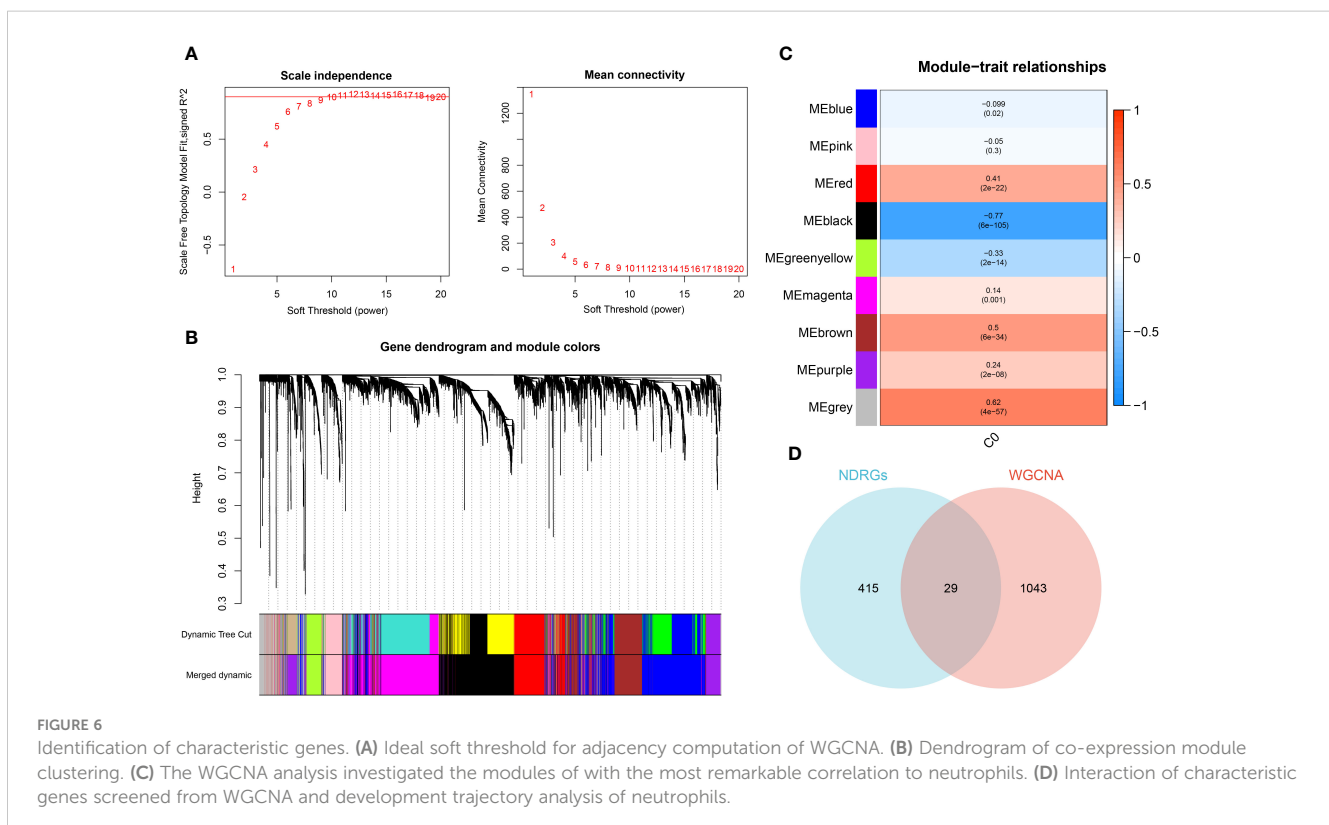 A
Scale independence
Scale Free Topology Model Fit,signed R^2
0.5
0.0
−0.5
1 2 3 4 5 6 7 8 9 10 11 12 13 14 15 16 17 18 19 20
5 10 15 20
Soft Threshold (power)
Mean connectivity
Mean Connectivity
1400
1200
1000
800
600
400
200
0
1 2 3 4 5 6 7 8 9 10 11 12 13 14 15 16 17 18 19 20
5 10 15 20
Soft Threshold (power)
B
Gene dendrogram and module colors
Height
1.0
0.9
0.8
0.7
0.6
0.5
0.4
0.3
Dynamic Tree Cut
Merged dynamic
C
Module−trait relationships
MEblue
−0.099
(0.02)
MEpink
−0.05
(0.3)
MEred
0.41
(2e−22)
MEblack
−0.77
(6e−105)
MEgreenyellow
−0.33
(2e−14)
MEmagenta
0.14
(0.001)
MEbrown
0.5
(6e−34)
MEpurple
0.24
(2e−08)
MEgrey
0.62
(4e−57)
C0
1
0.5
0
−0.5
−1
D
NDRGs WGCNA
415 29 1043
FIGURE 6
Identification of characteristic genes. (A) Ideal soft threshold for adjacency computation of WGCNA. (B) Dendrogram of co-expression module
clustering. (C) The WGCNA analysis investigated the modules of with the most remarkable correlation to neutrophils. (D) Interaction of characteristic
genes screened from WGCNA and development trajectory analysis of neutrophils.